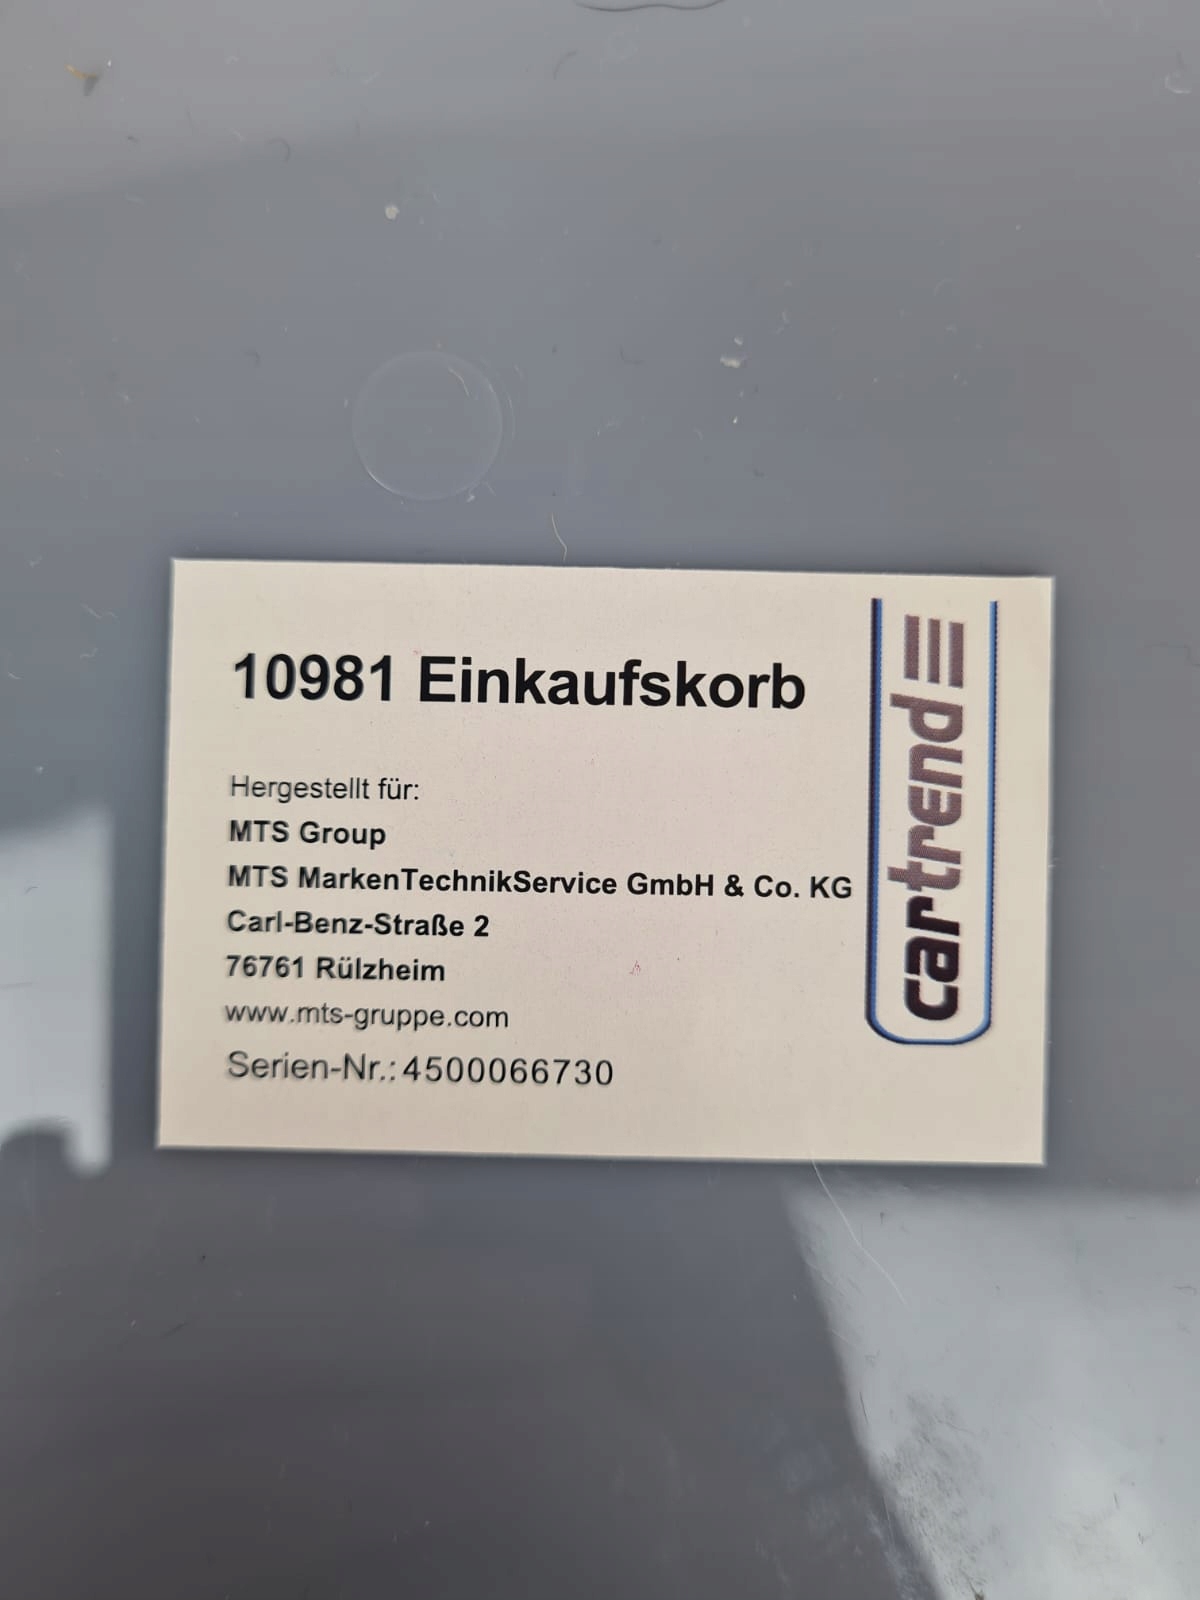 10981 Einkaufskorb
Hergestellt für:
MTS Group
MTS MarkenTechnikService GmbH & Co. KG
Carl-Benz-Straße 2
76761 Rülzheim
www.mts-gruppe.com
Serien-Nr.:4500066730
cartrend